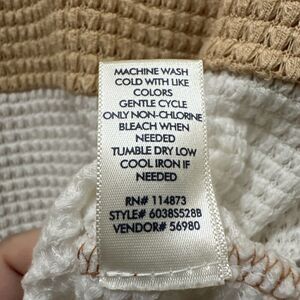 MACHINE WASH
COLD WITH LIKE
COLORS
GENTLE CYCLE
ONLY NON-CHLORINE
BLEACH WHEN
NEEDED
TUMBLE DRY LOW
COOL IRON IF
NEEDED
RN# 114873
STYLE# 6038S528B
VENDOR# 56980